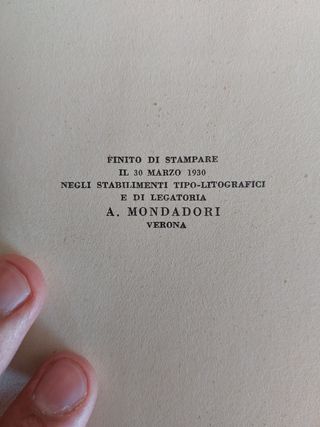 FINITO DI STAMPARE
IL 30 MARZO 1930
NEGLI STABILIMENTI TIPO-LITOGRAFICI
E DI LEGATORIA
A. MONDADORI
VERONA